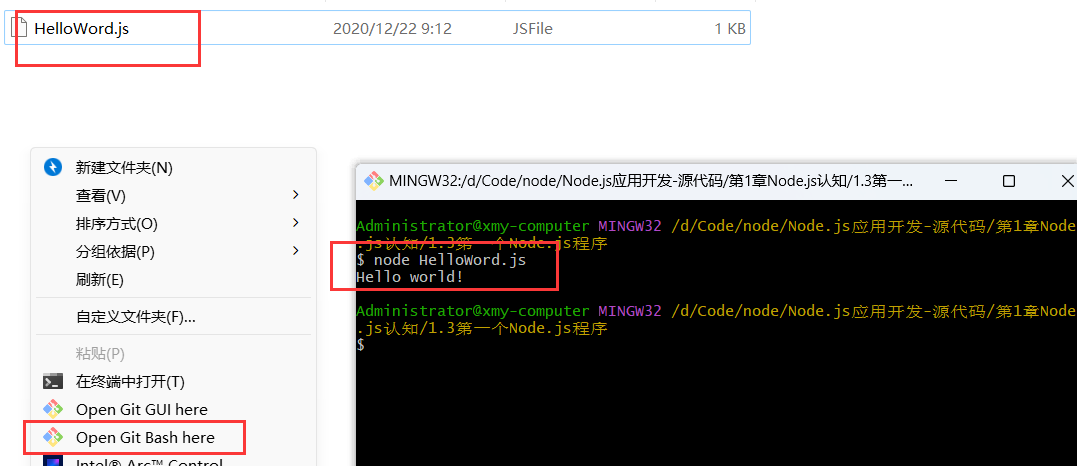 HelloWord.js 2020/12/22 9:12 JSFile 1 KB
新建文件夹(N)
查看(V)
排序方式(O)
分组依据(P)
刷新(E)
自定义文件夹(F)...
粘贴(P)
在终端中打开(T)
Open Git GUI here
Open Git Bash here
Intel® Arc™ Control
MINGW32:/d/Code/node/Node.js应用开发-源代码/第1章Node.js认知/1.3第一...
Administrator@xmy-computer MINGW32 /d/Code/node/Node.js应用开发-源代码/第1章Node
.js认知/1.3第一个Node.js程序
$ node HelloWord.js
Hello world!
Administrator@xmy-computer MINGW32 /d/Code/node/Node.js应用开发-源代码/第1章Node
.js认知/1.3第一个Node.js程序
$